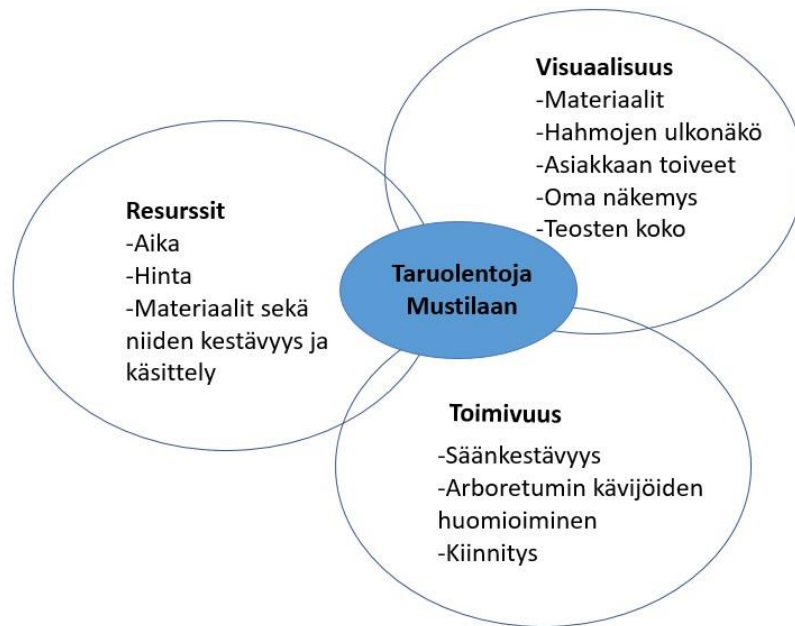 Visuaalisuus
-Materiaalit
-Hahmojen ulkonäkö
-Asiakkaan toiveet
-Oma näkemys
-Teosten koko
Resurssit
-Aika
-Hinta
-Materiaalit sekä
niiden kestävyys ja
käsittely
Taruolentoja
Mustilaan
Toimivuus
-Säänkestävyys
-Arboretumin kävijöiden
huomioiminen
-Kiinnitys